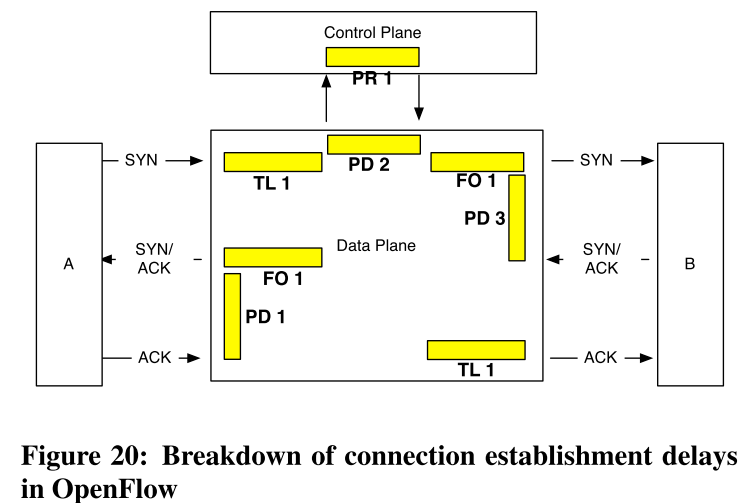 Control Plane
PR 1
SYN
TL 1
PD 2
FO 1
SYN
PD 3
A
SYN/
ACK
FO 1
Data Plane
SYN/
ACK
B
PD 1
ACK
TL 1
ACK
Figure 20: Breakdown of connection establishment delays
in OpenFlow